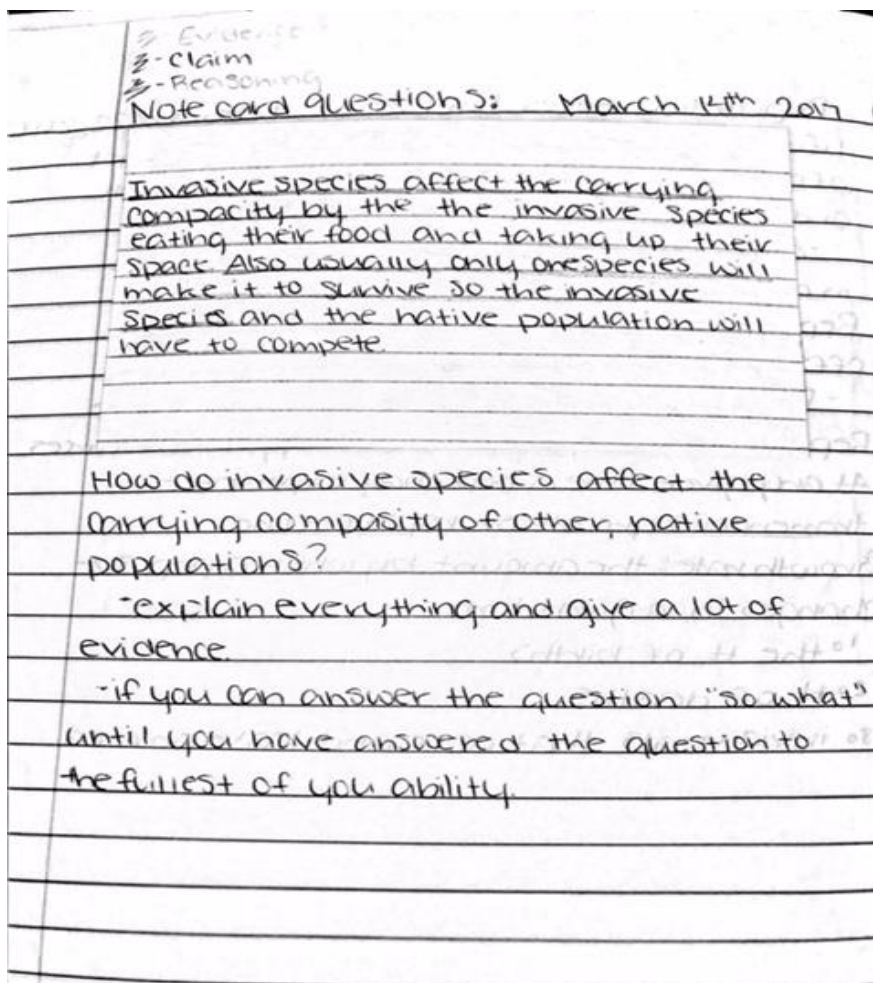 - Evidence
- Claim
- Reasoning
Note card questions: March 14th 2017
Invasive species affect the carrying
compacity by the the invasive species
eating their food and taking up their
space. Also usually only one species will
make it to survive so the invasive
species and the native population will
have to compete.
How do invasive species affect the
carrying compasity of other, native
populations?
-explain everything and give a lot of
evidence.
-if you can answer the question "so what"
until you have answered the question to
the fullest of you ability.